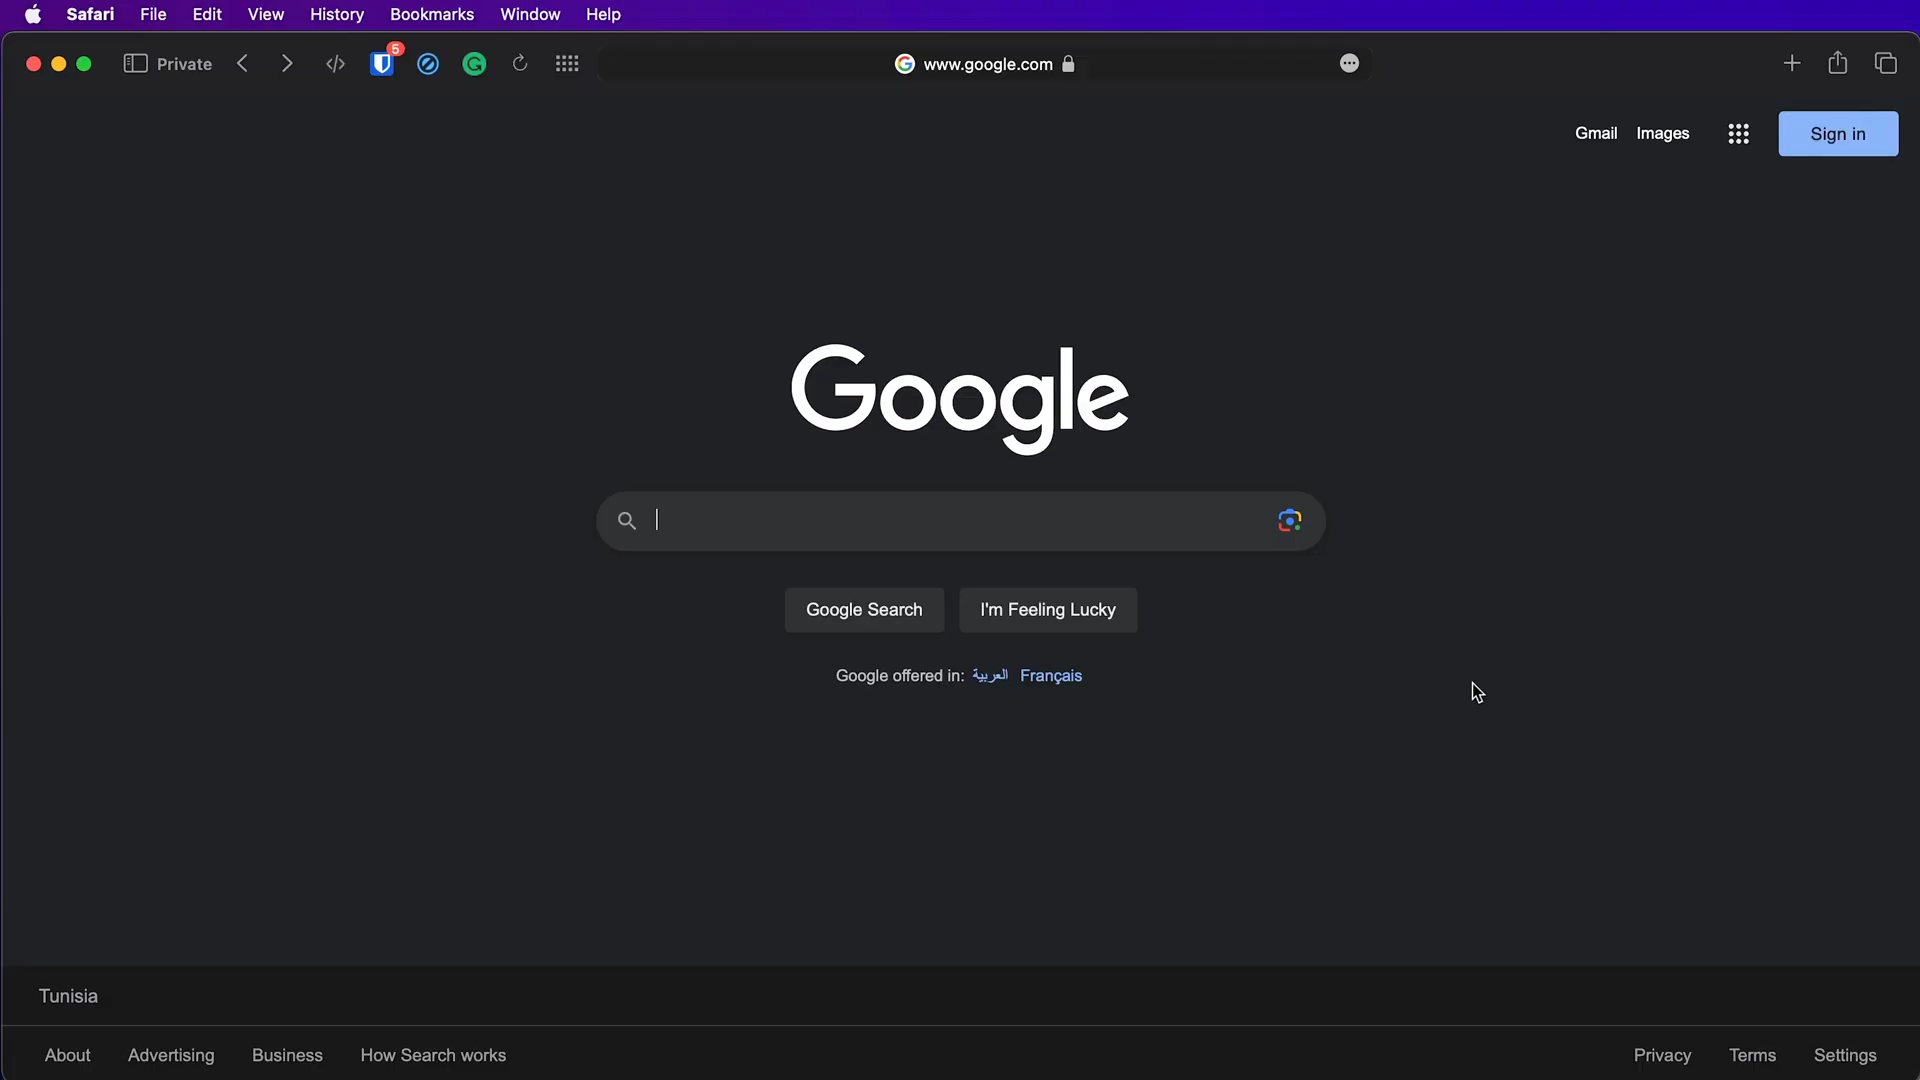 Safari File Edit View History Bookmarks Window Help
Private </> 5 www.google.com
Gmail Images Sign in
Google
Google Search I'm Feeling Lucky
Google offered in: العربية Français
Tunisia
About Advertising Business How Search works Privacy Terms Settings